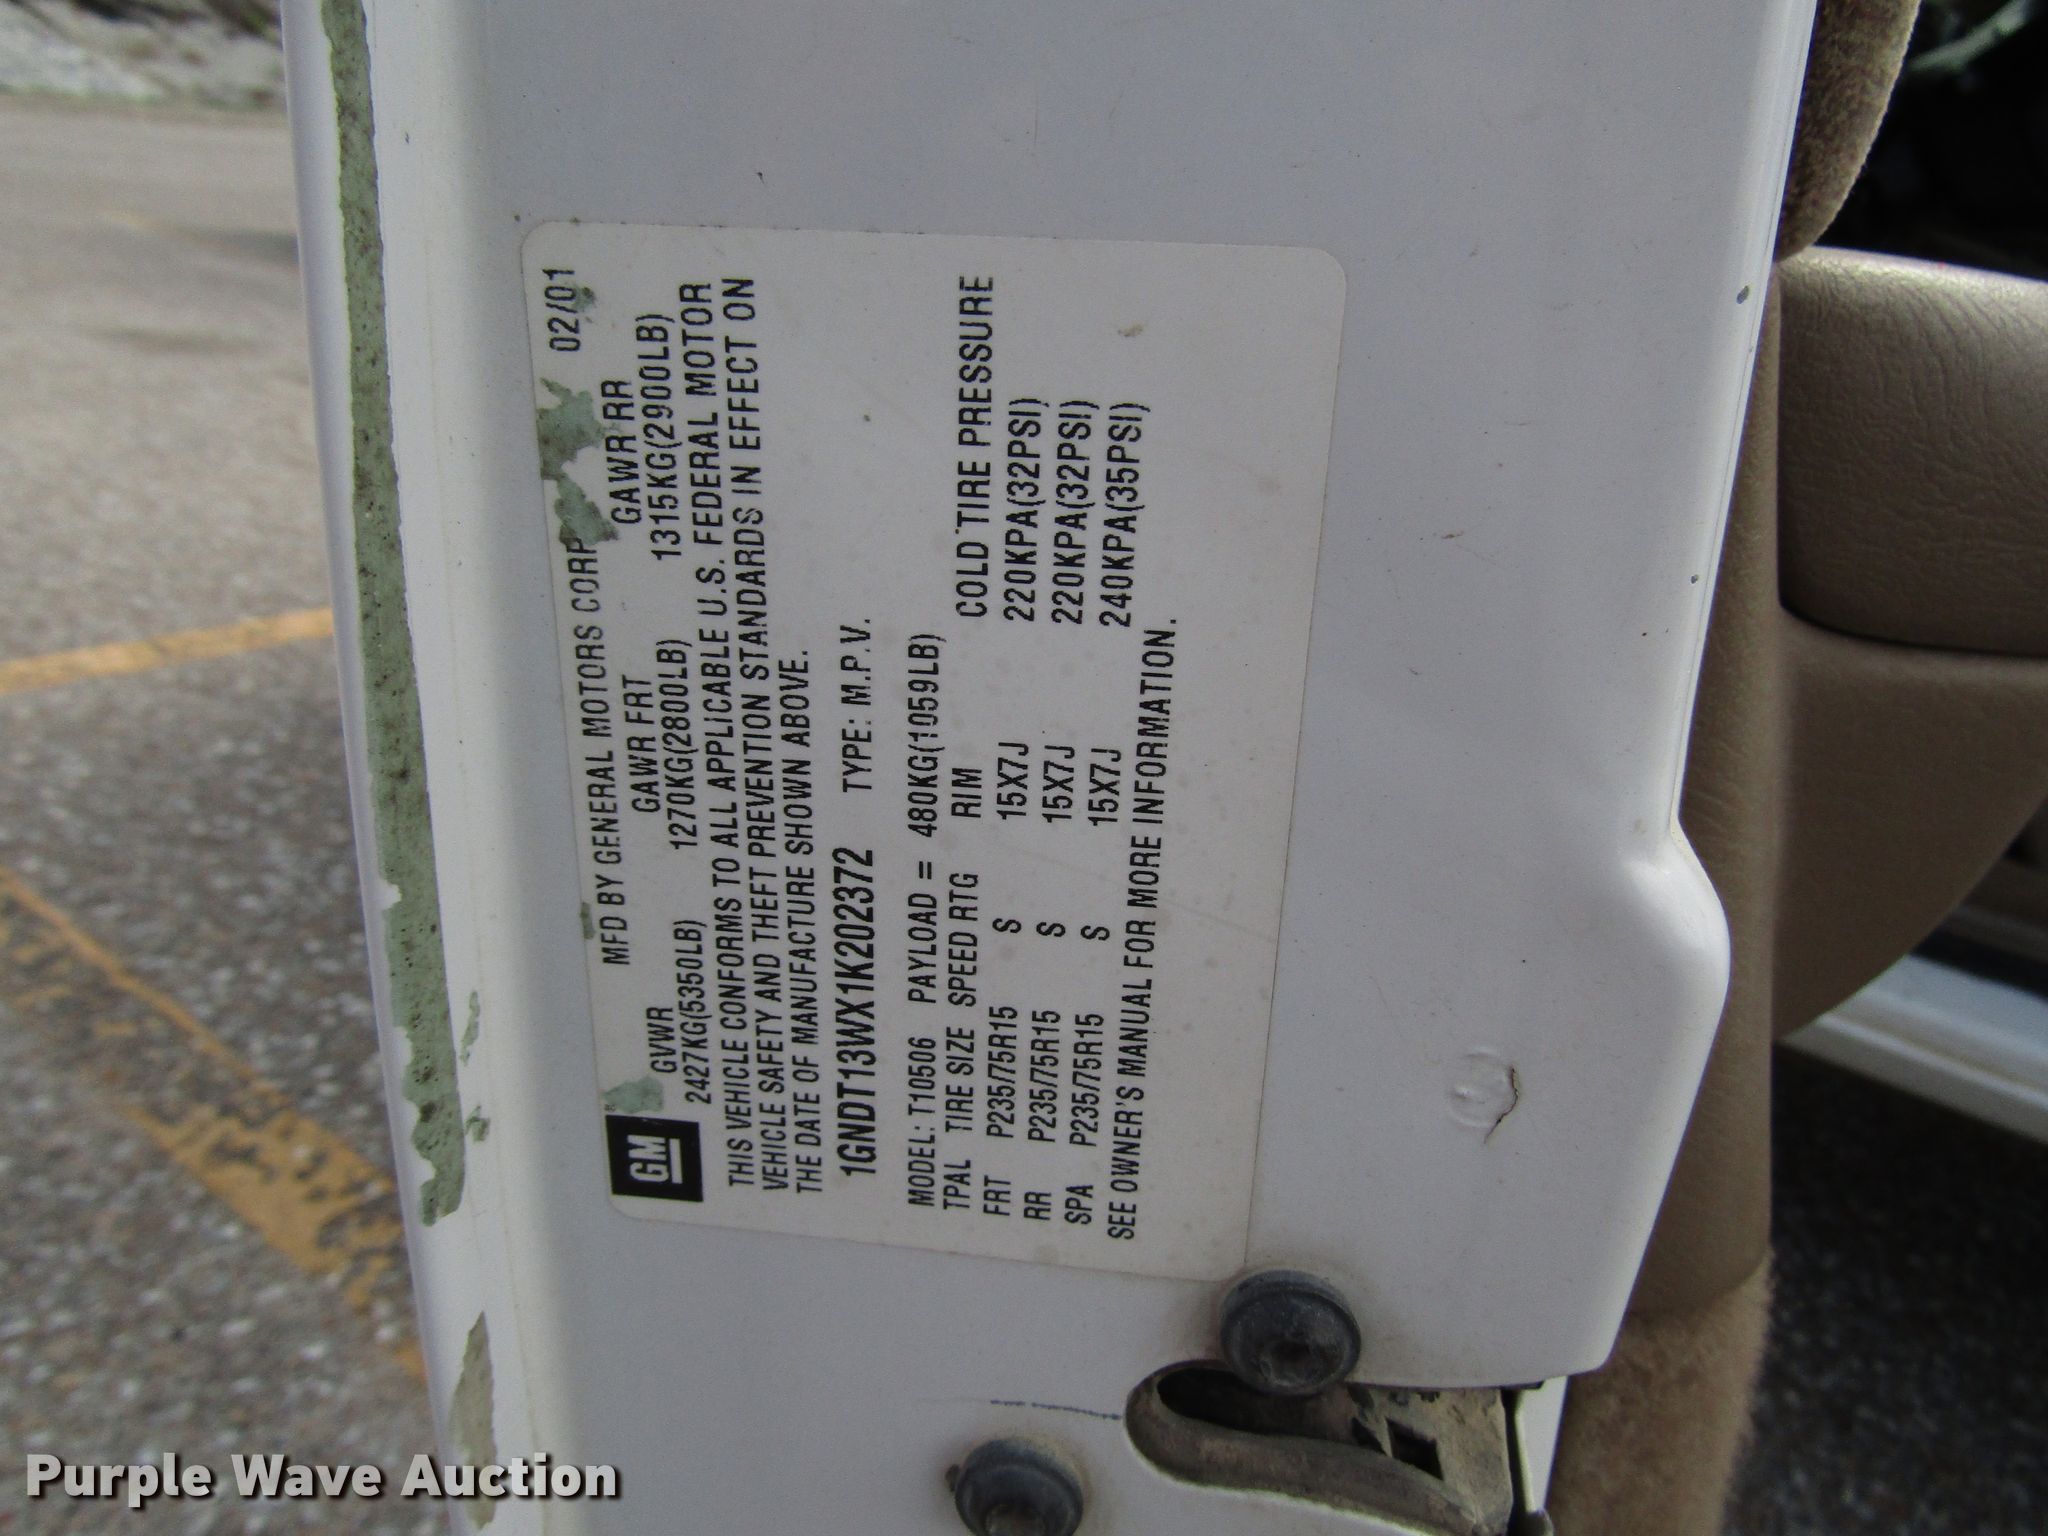 MFD BY GENERAL MOTORS CORP 02/01
GM
GVWR GAWR FRT GAWR RR
2427KG(5350LB) 1270KG(2800LB) 1315KG(2900LB)
THIS VEHICLE CONFORMS TO ALL APPLICABLE U.S. FEDERAL MOTOR
VEHICLE SAFETY AND THEFT PREVENTION STANDARDS IN EFFECT ON
THE DATE OF MANUFACTURE SHOWN ABOVE.
1GNDT13WX1K202372 TYPE: M.P.V.
MODEL: T10506 PAYLOAD = 480KG(1059LB)
TPAL TIRE SIZE SPEED RTG RIM COLD TIRE PRESSURE
FRT P235/75R15 S 15X7J 220KPA(32PSI)
RR P235/75R15 S 15X7J 220KPA(32PSI)
SPA P235/75R15 S 15X7J 240KPA(35PSI)
SEE OWNER'S MANUAL FOR MORE INFORMATION.
Purple Wave Auction